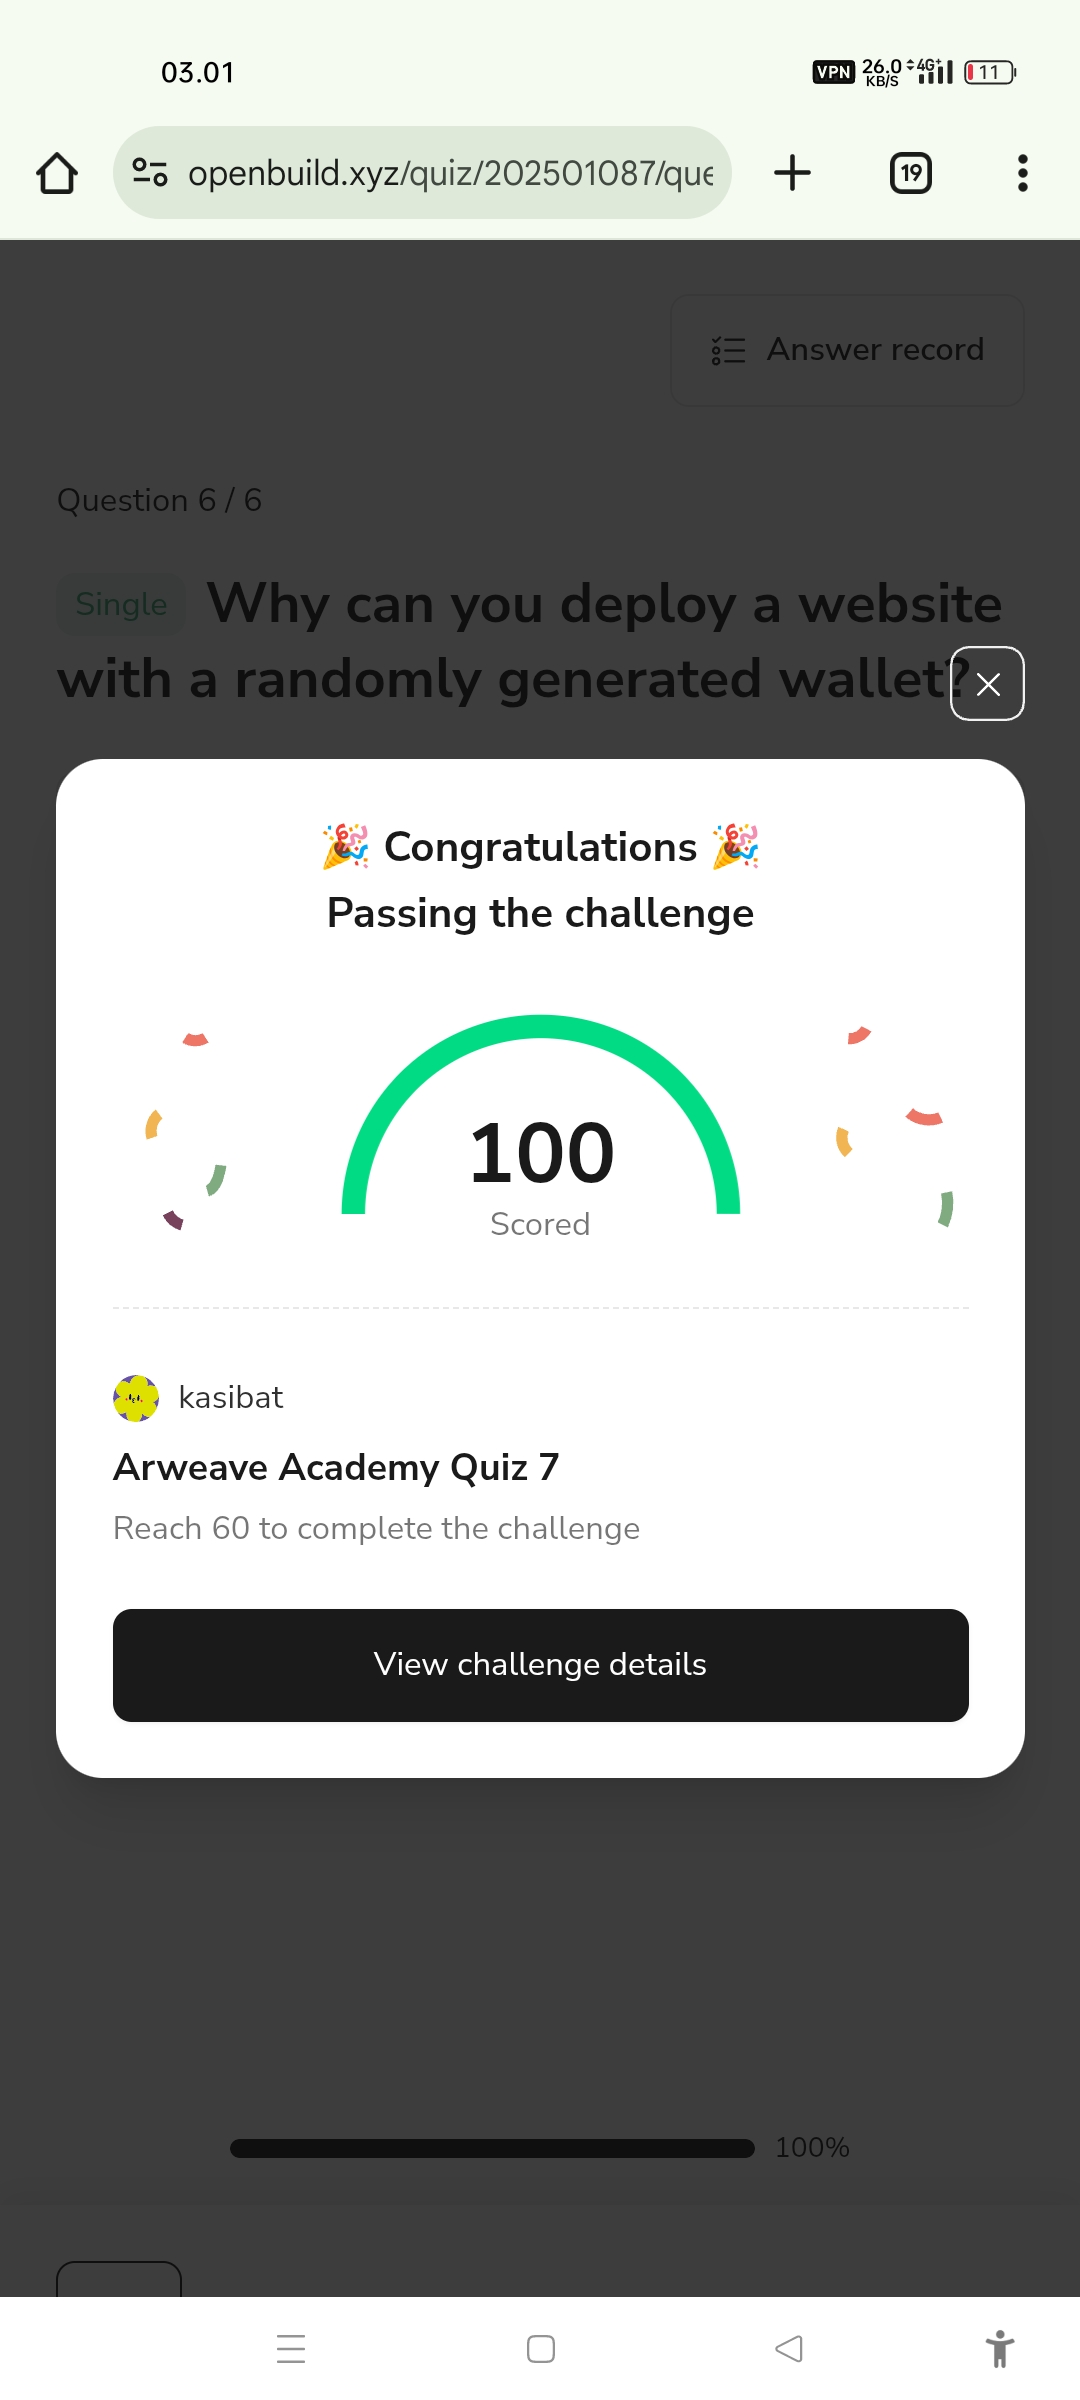 03.01
VPN 26.0 KB/S 4G+ 11
openbuild.xyz/quiz/202501087/que
19
Answer record
Question 6 / 6
Single Why can you deploy a website
with a randomly generated wallet?
🎉 Congratulations 🎉
Passing the challenge
100
Scored
kasibat
Arweave Academy Quiz 7
Reach 60 to complete the challenge
View challenge details
100%